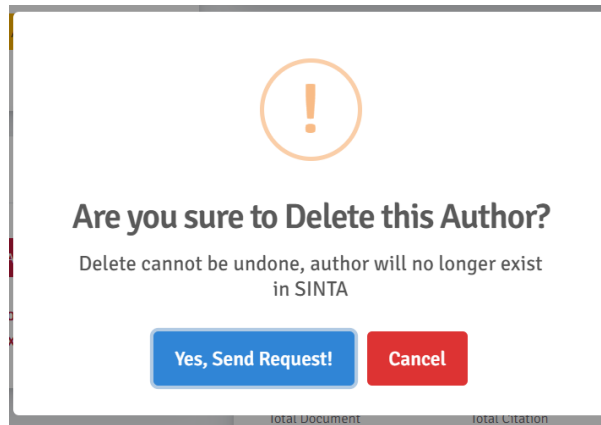 !
Are you sure to Delete this Author?
Delete cannot be undone, author will no longer exist
in SINTA
Yes, Send Request!
Cancel
Total Document
Total Citation